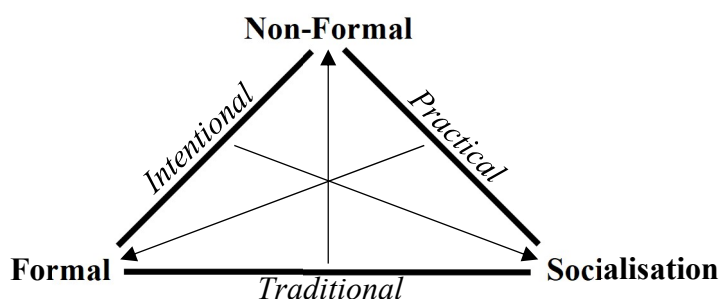 Non-Formal
Intentional
Practical
Formal
Socialisation
Traditional